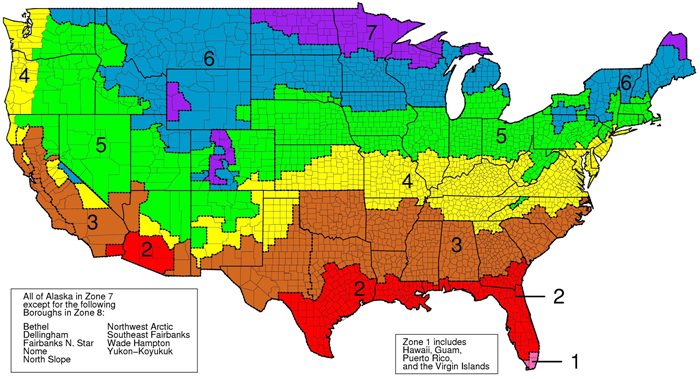 7
6
6
4
5
5
4
3
3
2
2
2
1
All of Alaska in Zone 7
except for the following
Boroughs in Zone 8:
Bethel
Dellingham
Fairbanks N. Star
Nome
North Slope
Northwest Arctic
Southeast Fairbanks
Wade Hampton
Yukon-Koyukuk
Zone 1 includes
Hawaii, Guam,
Puerto Rico,
and the Virgin Islands